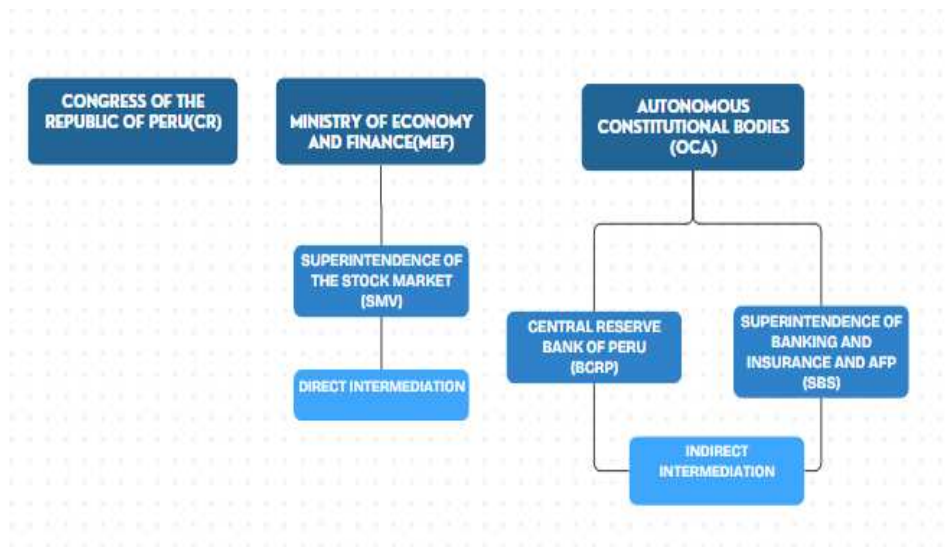 CONGRESS OF THE
REPUBLIC OF PERU(CR)
MINISTRY OF ECONOMY
AND FINANCE(MEF)
AUTONOMOUS
CONSTITUTIONAL BODIES
(OCA)
SUPERINTENDENCE OF
THE STOCK MARKET
(SMV)
CENTRAL RESERVE
BANK OF PERU
(BCRP)
SUPERINTENDENCE OF
BANKING AND
INSURANCE AND AFP
(SBS)
DIRECT INTERMEDIATION
INDIRECT
INTERMEDIATION